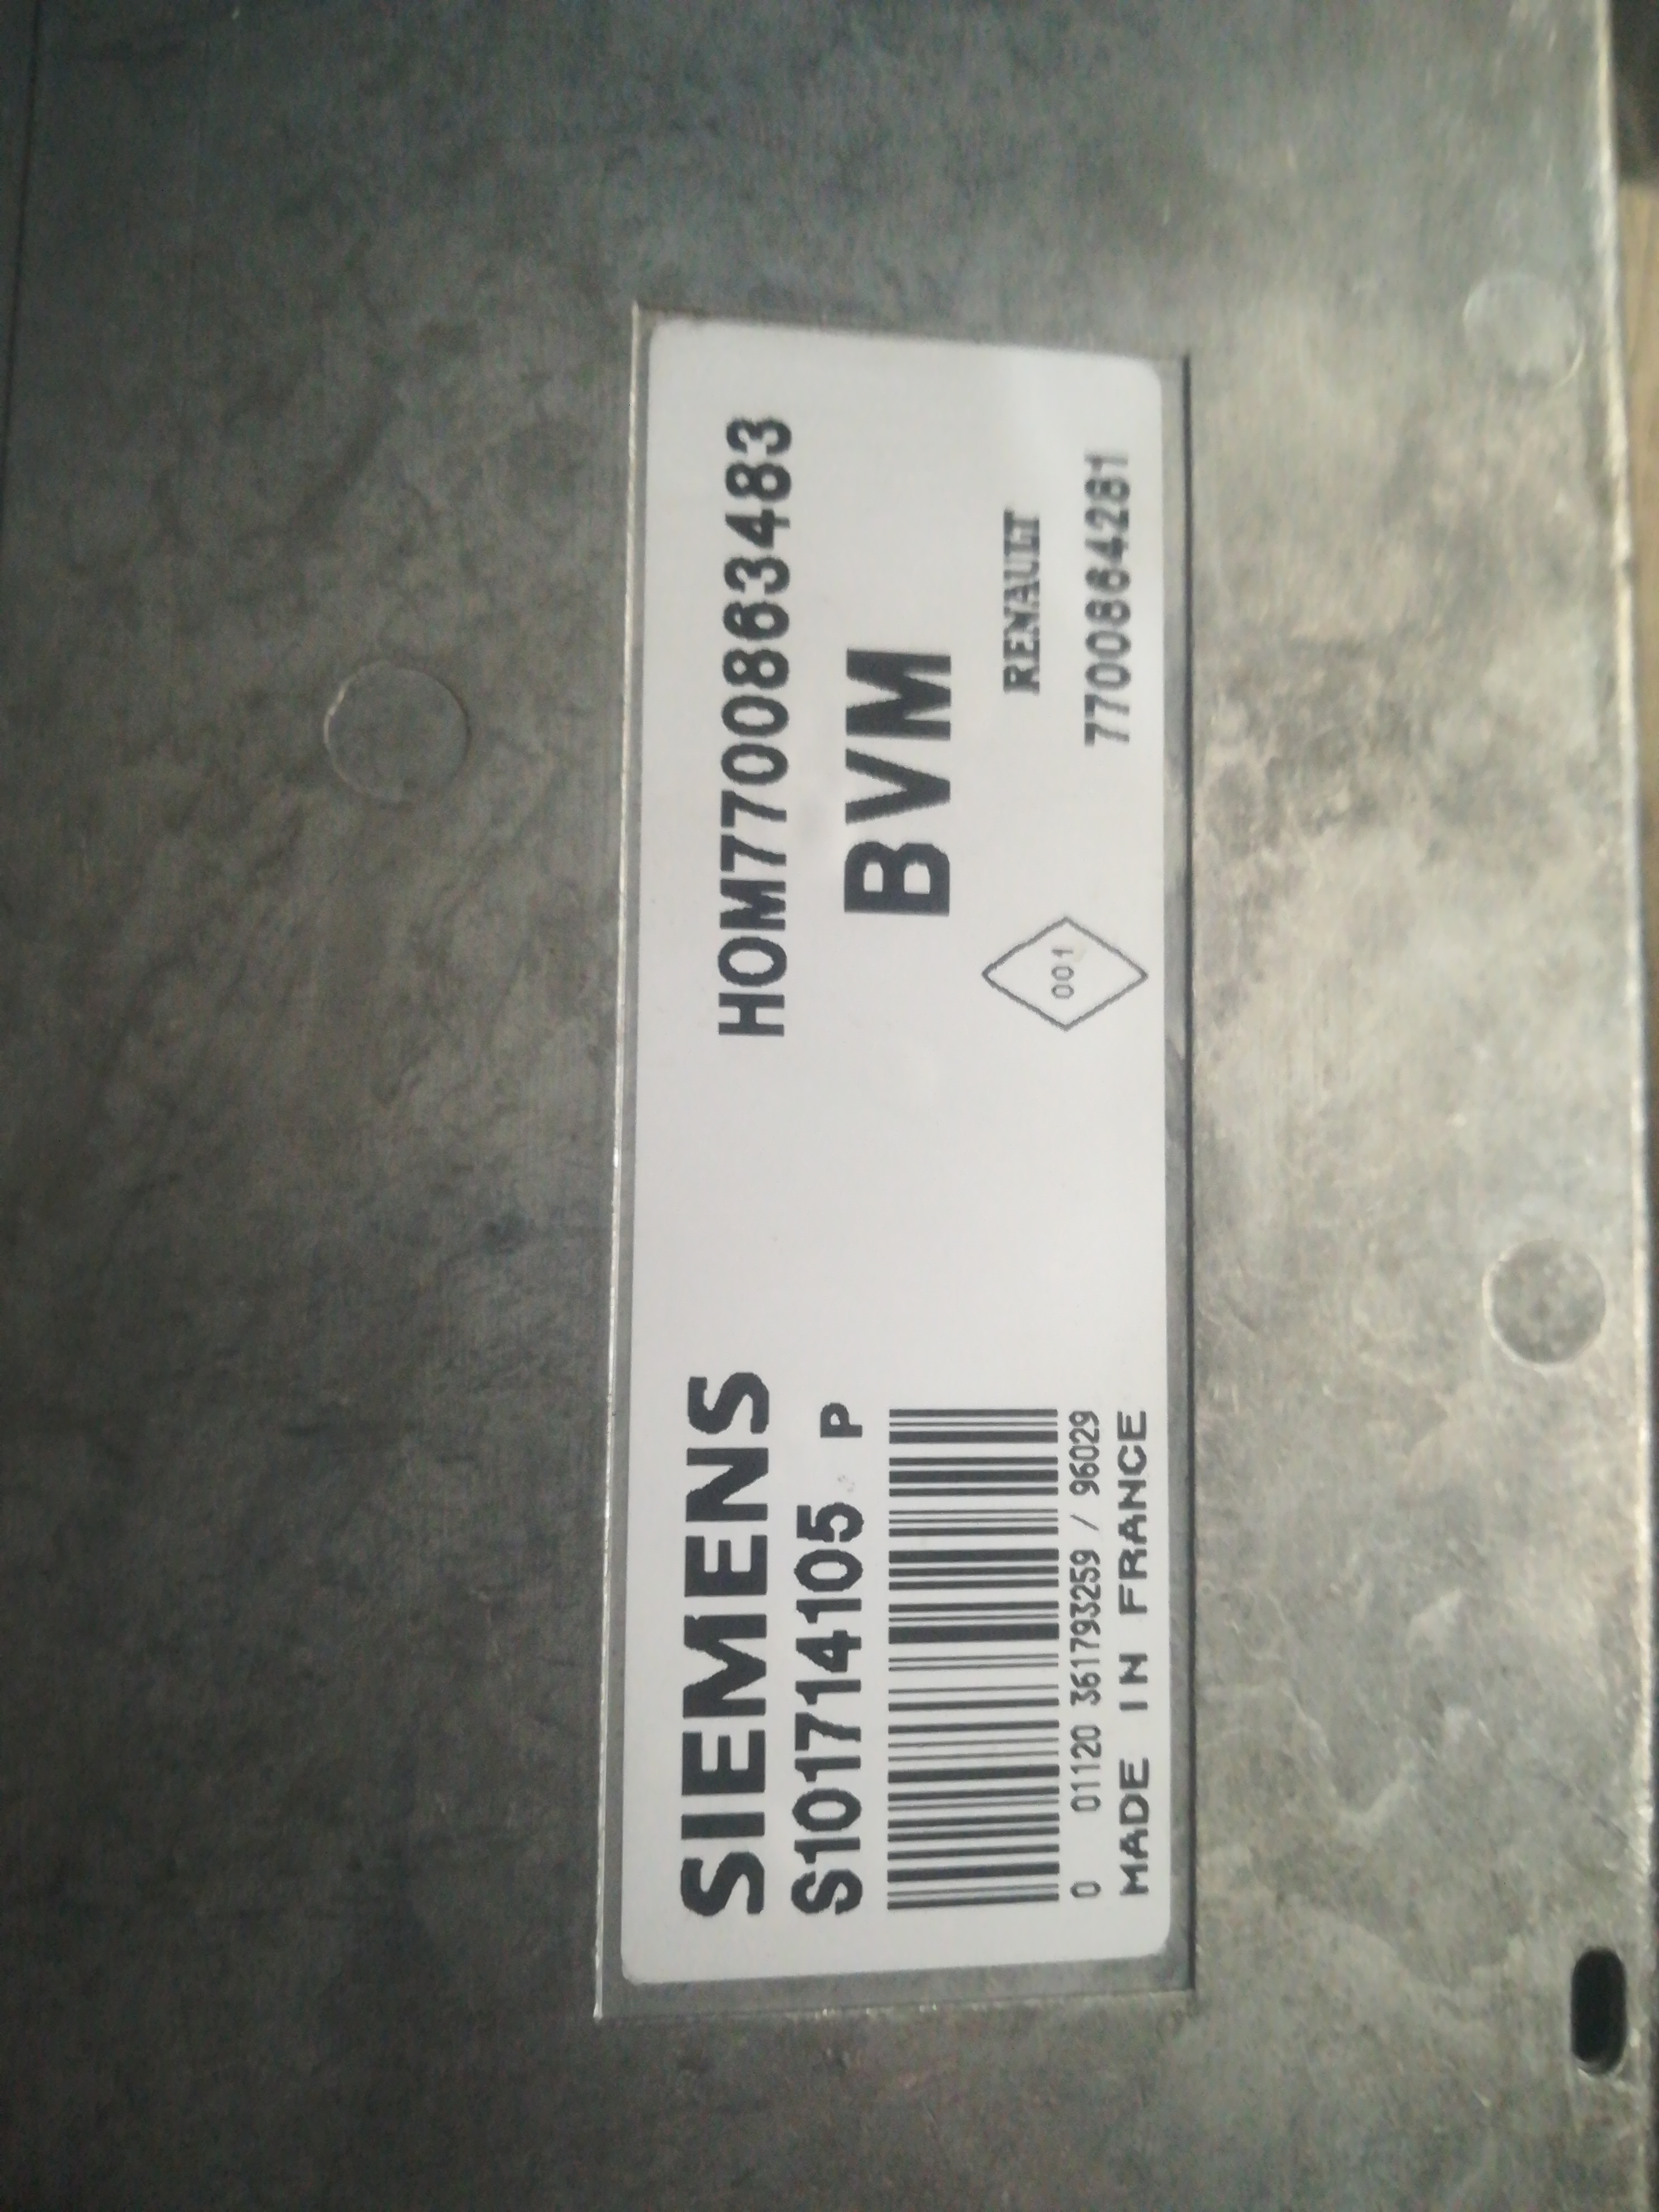 SIEMENS
S101714105 P
0 01120 361793259 / 96029
MADE IN FRANCE
HOM7700863483
BVM
001
RENAULT
7700864281